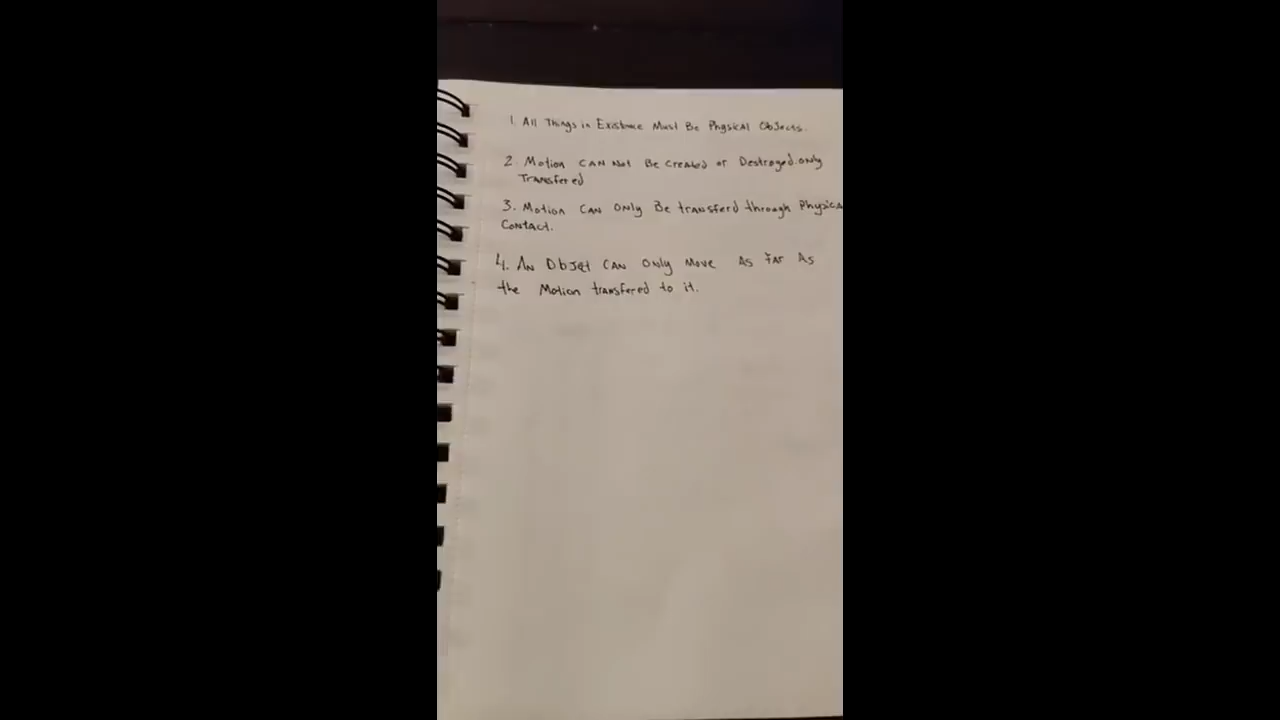 1. All Things in Existence Must Be Physical Objects.
2. Motion CAN Not Be Created or Destroyed. only
Transfered
3. Motion CAN Only Be transferd through Physica
Contact.
4. An Objet CAN Only Move As far As
the Motion transfered to it.